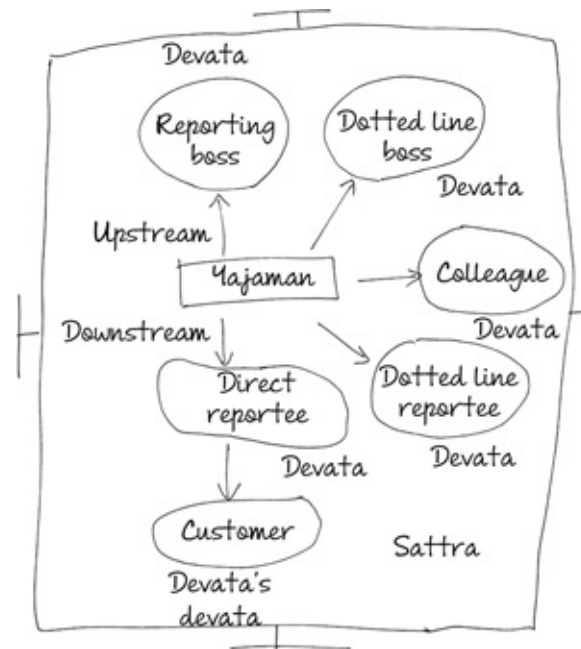 Devata
Reporting
boss
Dotted line
boss
Devata
Upstream
Yajaman
Colleague
Devata
Downstream
Direct
reportee
Dotted line
reportee
Devata
Devata
Customer
Sattra
Devata's
devata